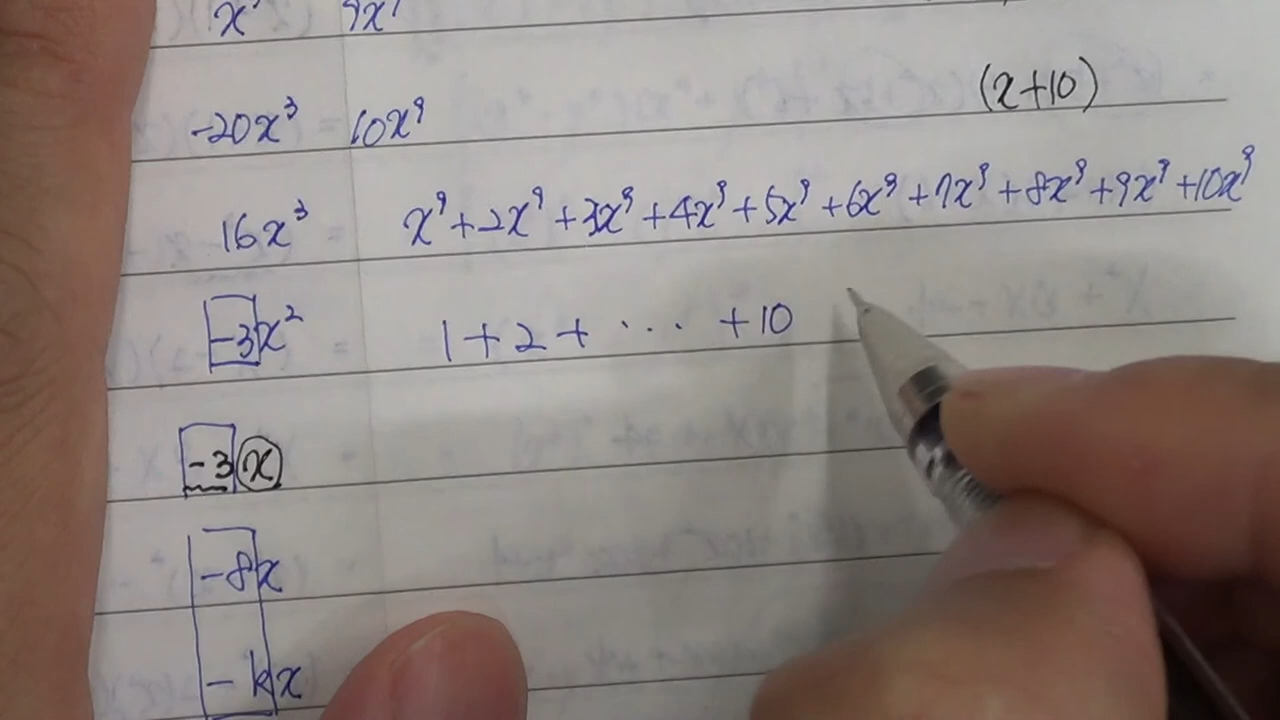 9x⁹
(x+10)
-20x³ 10x⁹
16x³ x⁹+2x⁹+3x⁹+4x⁹+5x⁹+6x⁹+7x⁹+8x⁹+9x⁹+10x⁹
-3x² 1+2+ ... +10
-3x
-8x
-kx